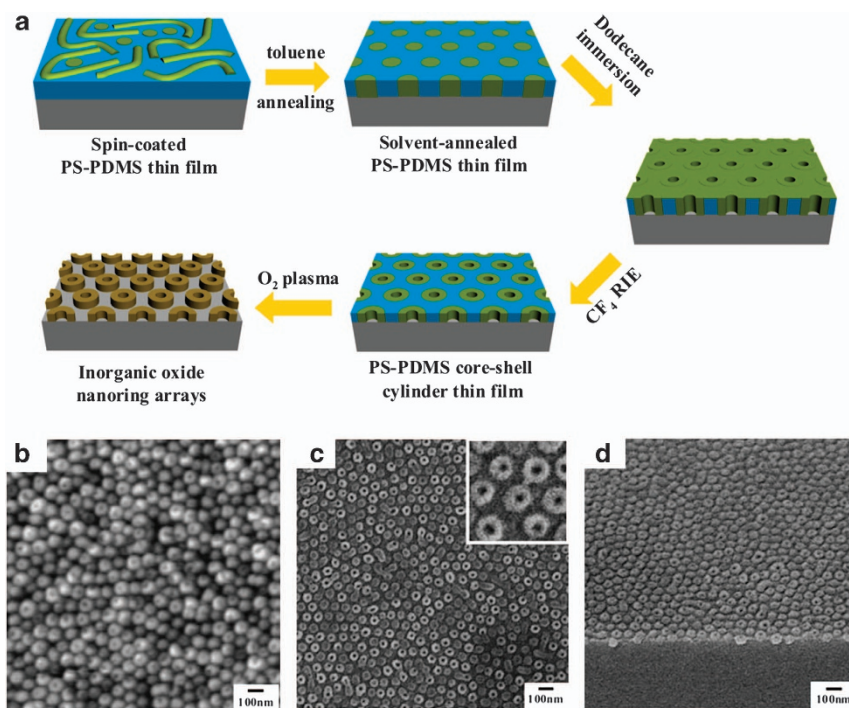 a
toluene
annealing
Dodecane
immersion
Spin-coated
PS-PDMS thin film
Solvent-annealed
PS-PDMS thin film
O2 plasma
CF4 RIE
Inorganic oxide
nanoring arrays
PS-PDMS core-shell
cylinder thin film
b
c
d
100nm
100nm
100nm